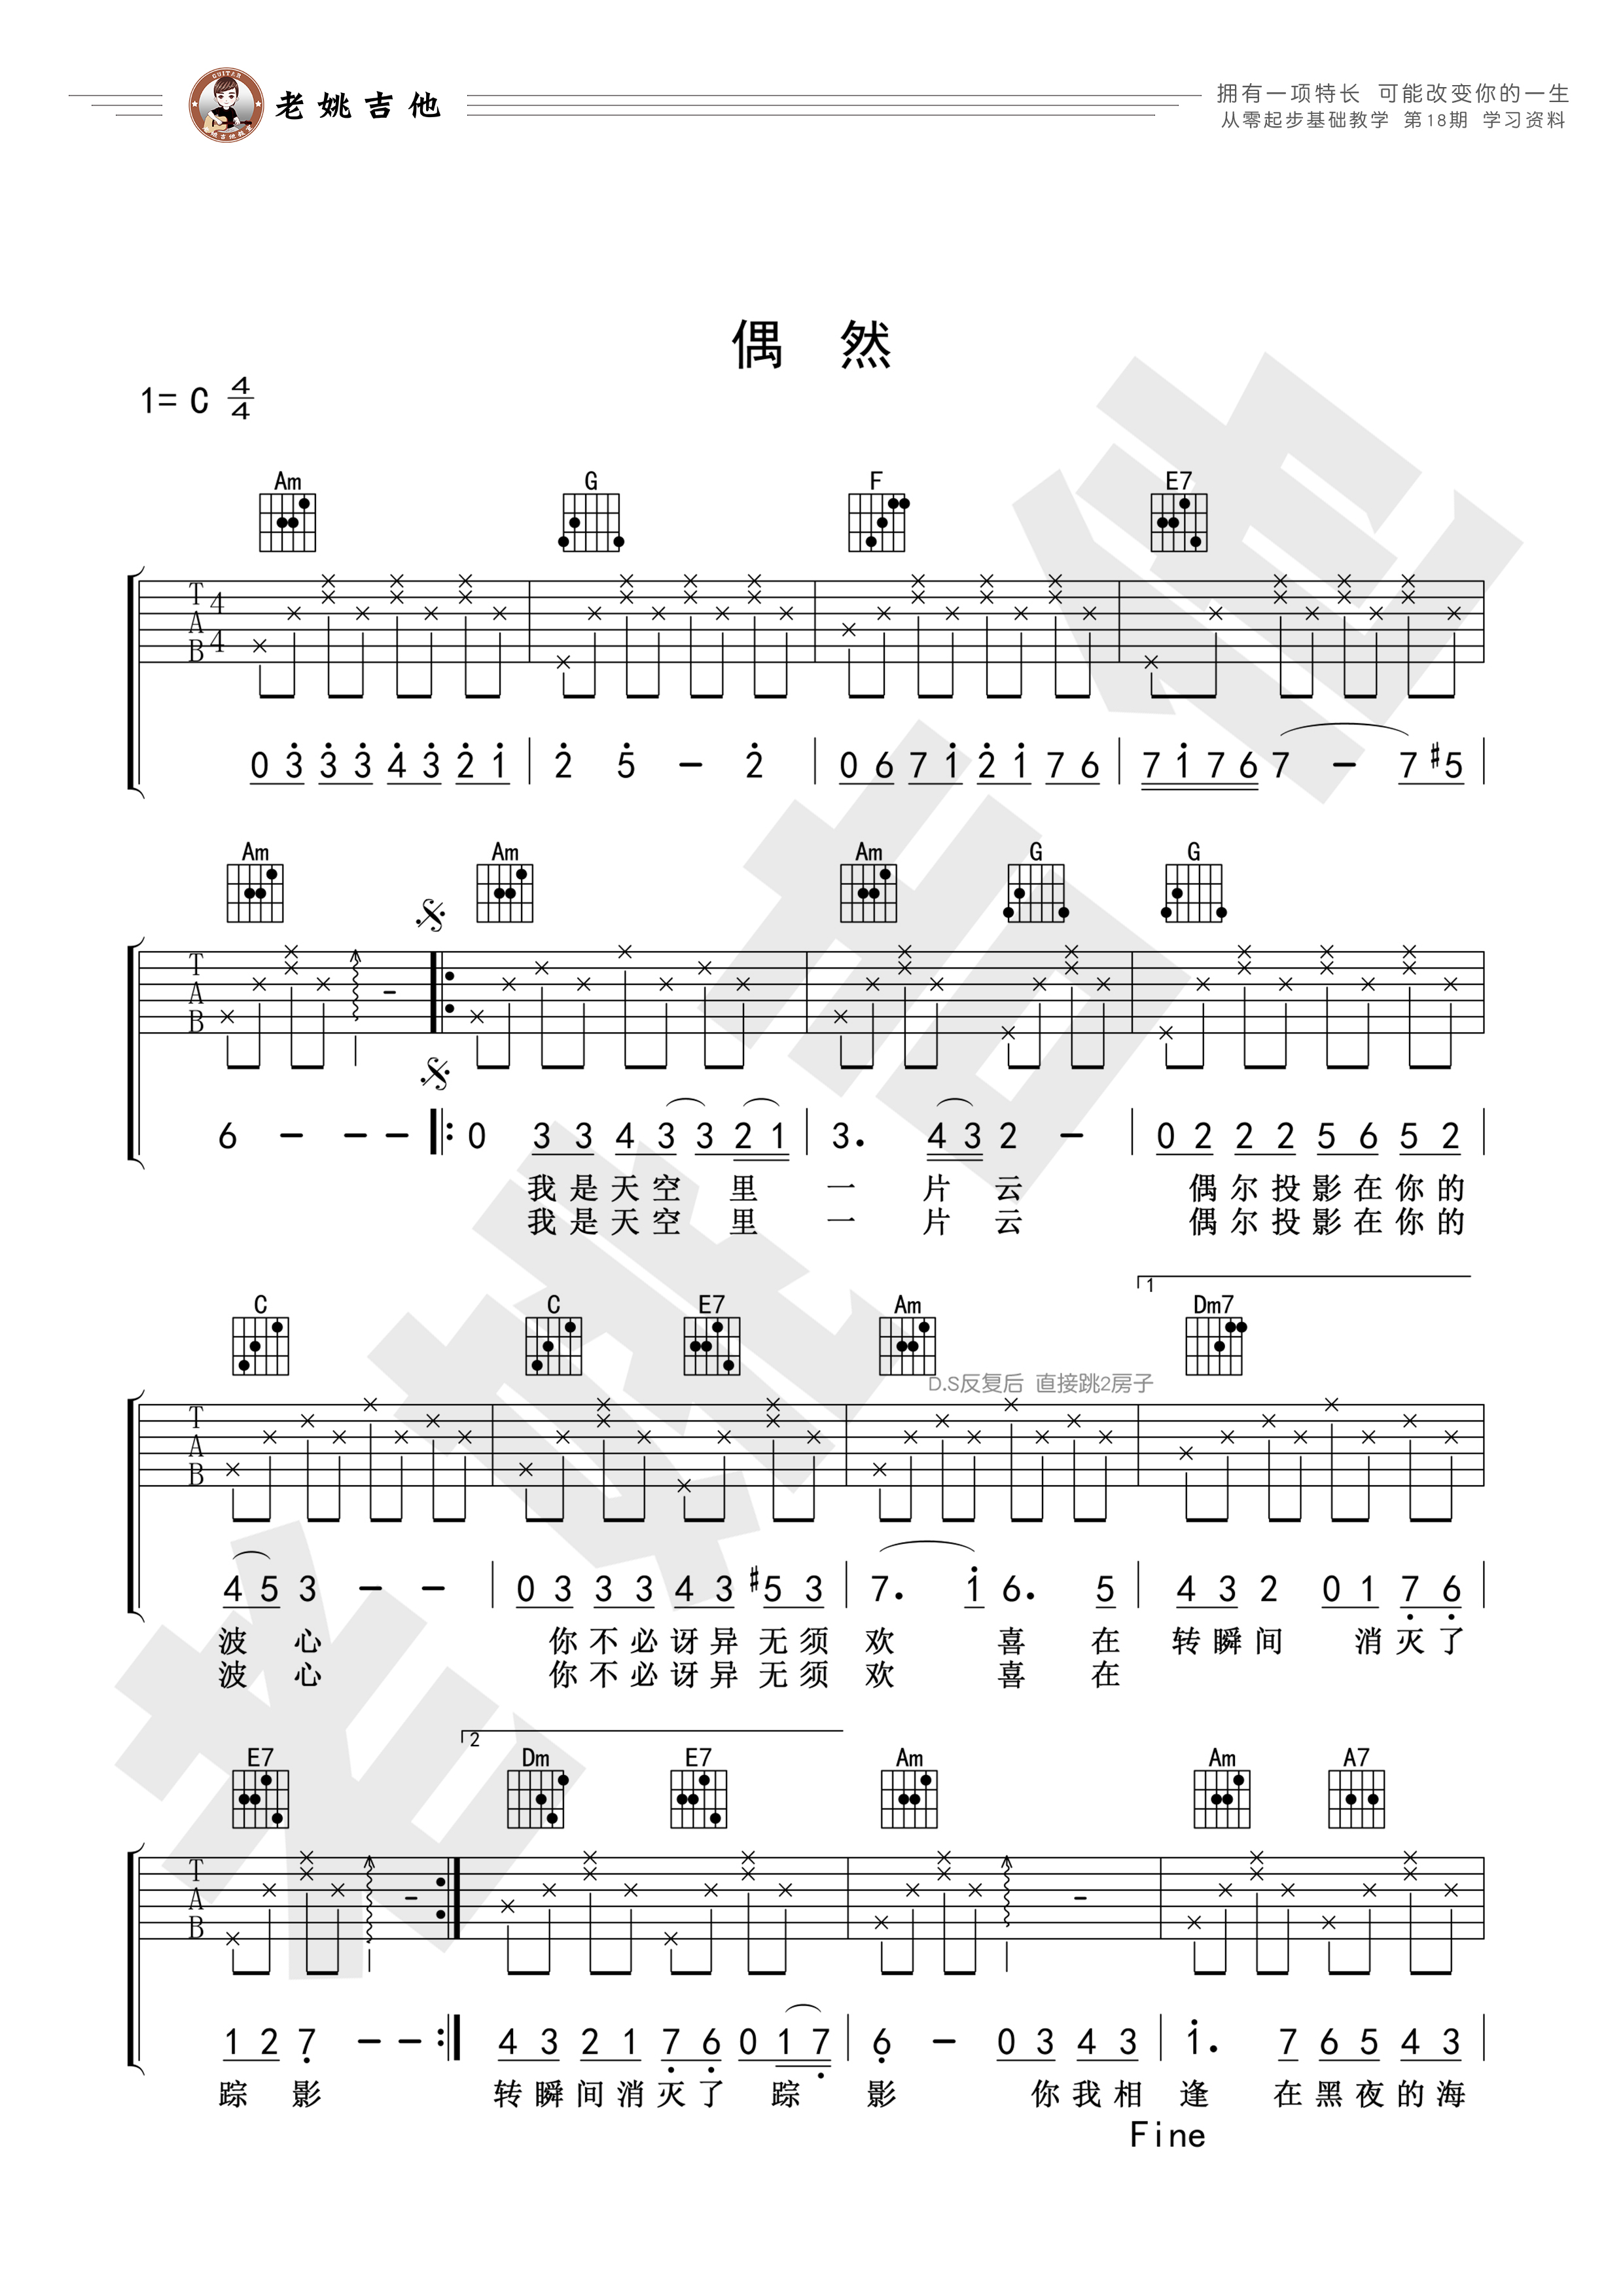 GUITAR
老姚吉他教室
老姚吉他
拥有一项特长 可能改变你的一生
从零起步基础教学 第18期 学习资料
偶 然
1= C 4/4
Am G F E7
T A B 4 4
0 3 3 3 4 3 2 1 | 2 5 - 2 | 0 6 7 1 2 1 7 6 | 7 1 7 6 7 - 7 #5 |
Am Am Am G G
T A B
6 - - - |: 0 3 3 4 3 3 2 1 | 3. 4 3 2 - | 0 2 2 2 5 6 5 2 |
我是天空 里 一 片 云 偶尔投影在你的
我是天空 里 一 片 云 偶尔投影在你的
1
C C E7 Am Dm7
D.S反复后 直接跳2房子
T A B
4 5 3 - - | 0 3 3 3 4 3 #5 3 | 7. 1 6. 5 | 4 3 2 0 1 7 6 |
波 心 你不必讶异无须 欢 喜 在 转瞬间 消灭了
波 心 你不必讶异无须 欢 喜 在
2
E7 Dm E7 Am Am A7
T A B
1 2 7 - - :| 4 3 2 1 7 6 0 1 7 | 6 - 0 3 4 3 | 1. 7 6 5 4 3 |
踪 影 转瞬间消灭了 踪 影 你我相 逢 在黑夜的海
Fine
老姚吉他